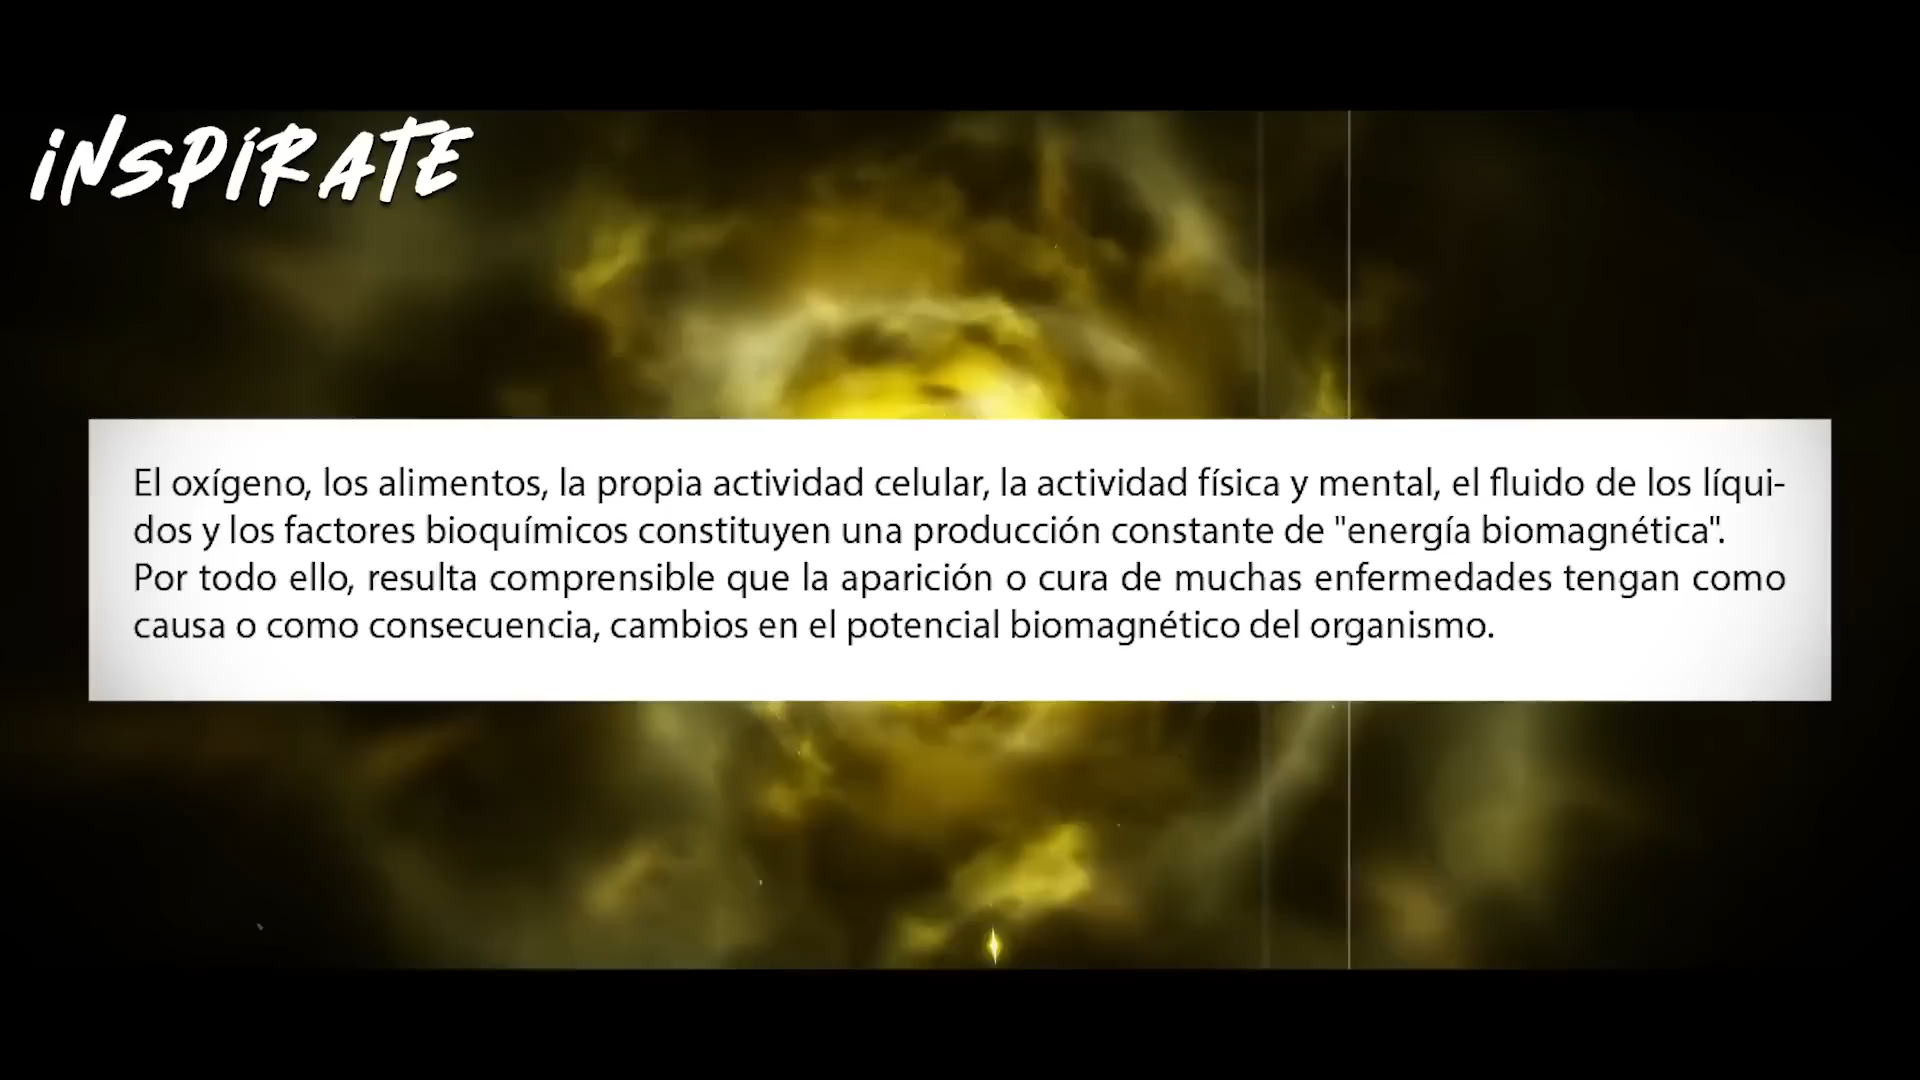 INSPÍRATE
El oxígeno, los alimentos, la propia actividad celular, la actividad física y mental, el fluido de los líqui-
dos y los factores bioquímicos constituyen una producción constante de "energía biomagnética".
Por todo ello, resulta comprensible que la aparición o cura de muchas enfermedades tengan como
causa o como consecuencia, cambios en el potencial biomagnético del organismo.